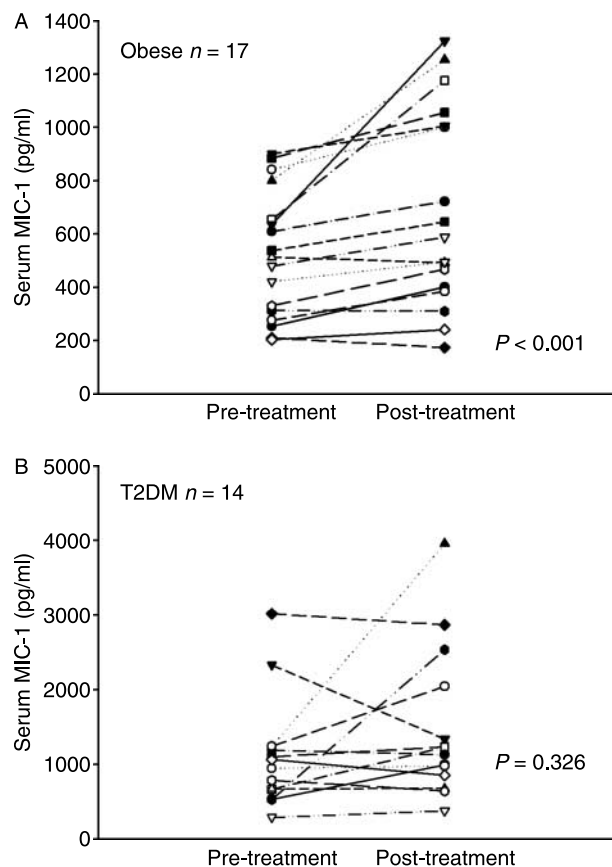 A
Obese n = 17
Serum MIC-1 (pg/ml)
1400
1200
1000
800
600
400
200
0
P < 0.001
Pre-treatment Post-treatment
B
T2DM n = 14
Serum MIC-1 (pg/ml)
5000
4000
3000
2000
1000
0
P = 0.326
Pre-treatment Post-treatment